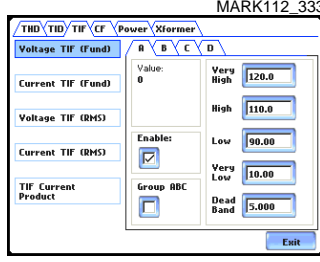 MARK112_333
THD TID TIF CF Power Xformer
Voltage TIF (Fund)
Current TIF (Fund)
Voltage TIF (RMS)
Current TIF (RMS)
TIF Current
Product
A B C D
Value:
0
Enable:
Group ABC
Very
High 120.0
High 110.0
Low 90.00
Very
Low 10.00
Dead
Band 5.000
Exit